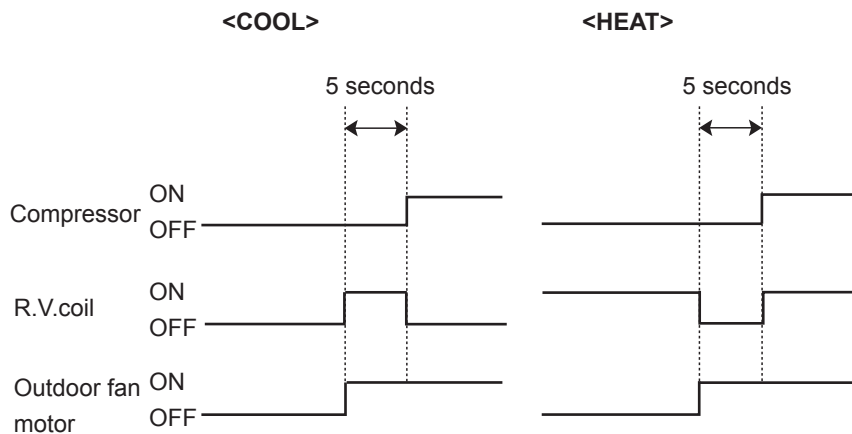 <COOL> <HEAT>
5 seconds 5 seconds
Compressor ON
OFF
R.V.coil ON
OFF
Outdoor fan motor ON
OFF